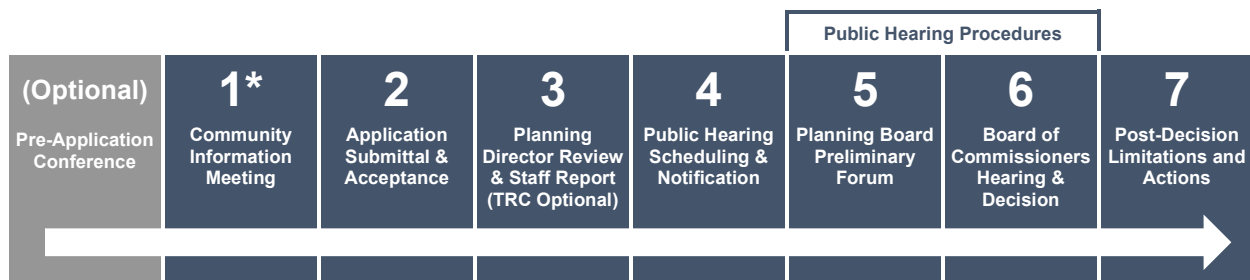 Public Hearing Procedures
(Optional)
Pre-Application
Conference
1*
Community
Information
Meeting
2
Application
Submittal &
Acceptance
3
Planning
Director Review
& Staff Report
(TRC Optional)
4
Public Hearing
Scheduling &
Notification
5
Planning Board
Preliminary
Forum
6
Board of
Commissioners
Hearing &
Decision
7
Post-Decision
Limitations and
Actions